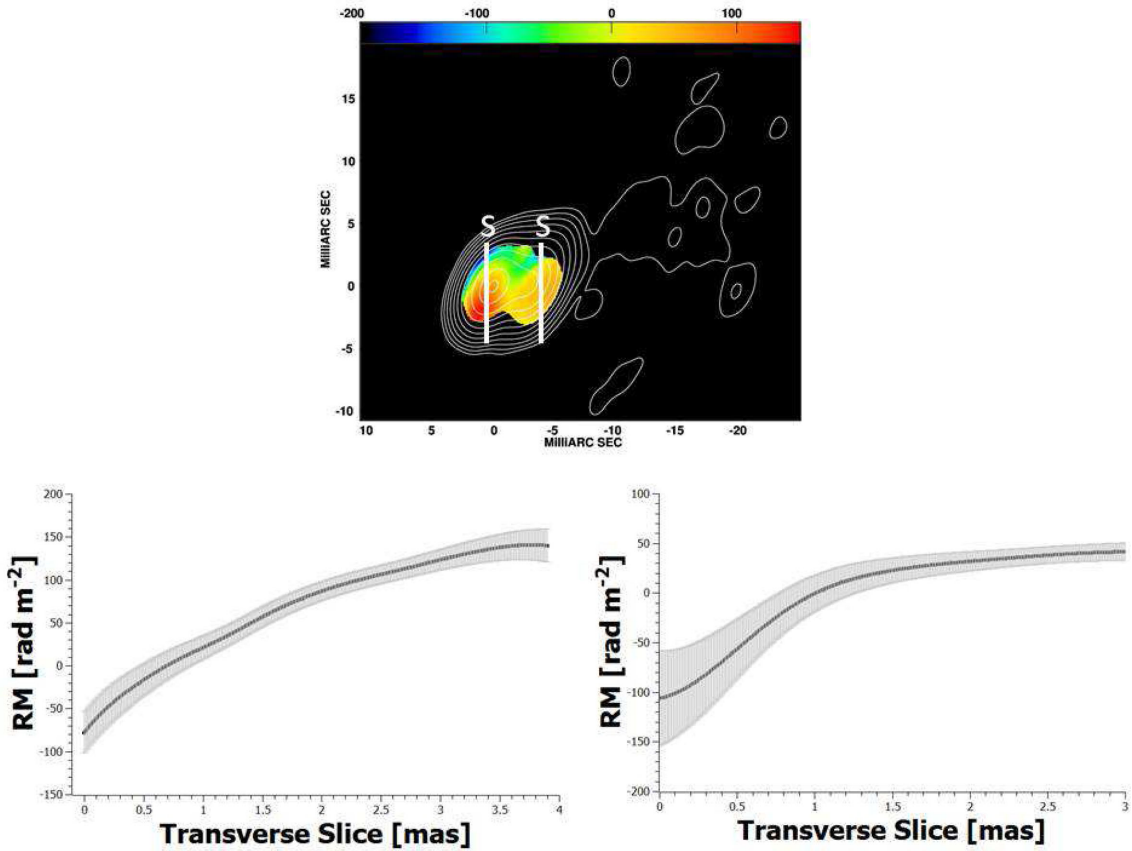 -200 -100 0 100
15
10
5
0
-5
-10
MilliARC SEC
S S
10 5 0 -5 -10 -15 -20
MilliARC SEC
200
150
100
50
0
-50
-100
-150
RM [rad m⁻²]
0 0.5 1 1.5 2 2.5 3 3.5 4
Transverse Slice [mas]
100
50
0
-50
-100
-150
-200
RM [rad m⁻²]
0 0.5 1 1.5 2 2.5 3
Transverse Slice [mas]